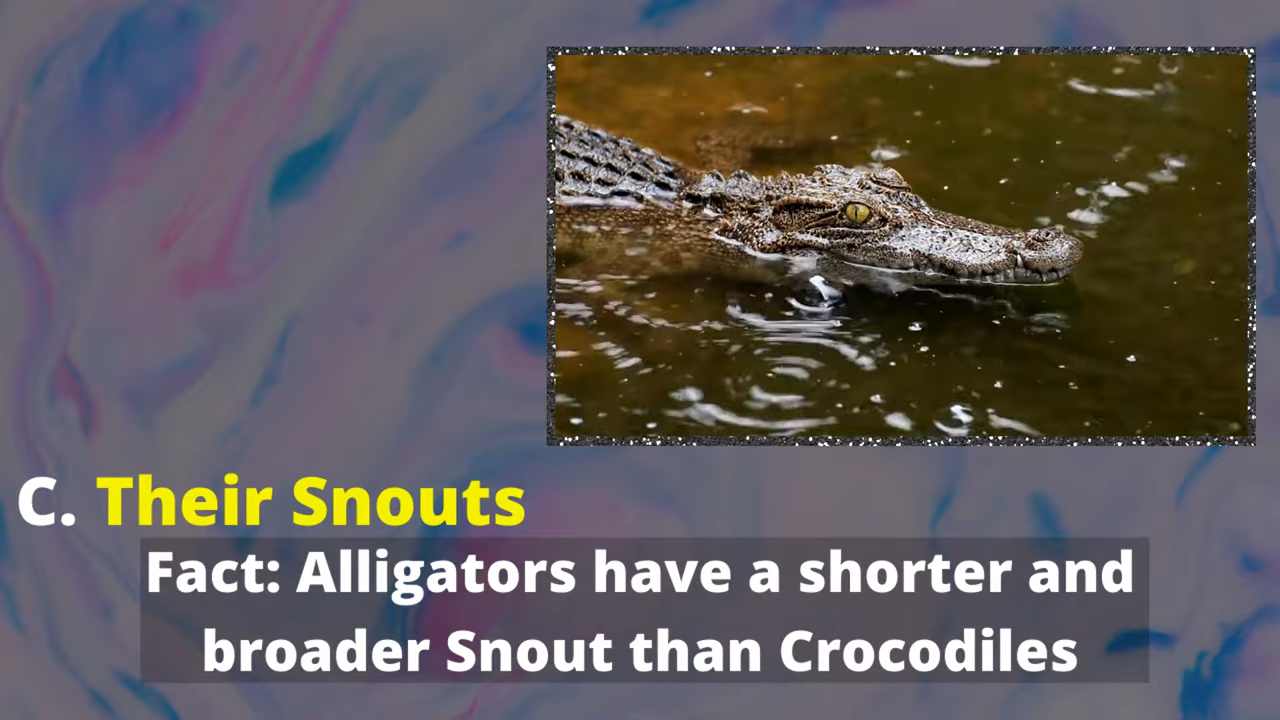 C. Their Snouts
Fact: Alligators have a shorter and
broader Snout than Crocodiles